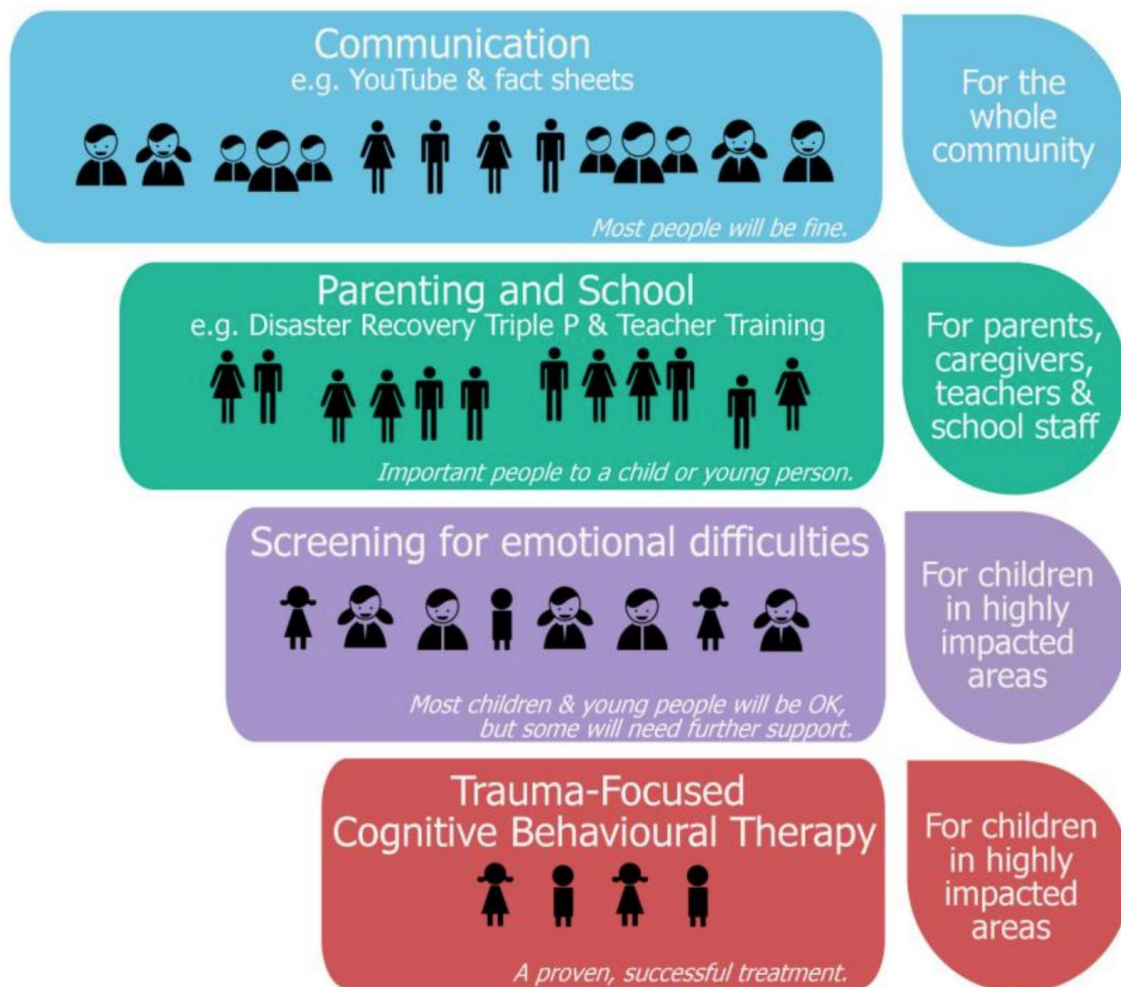 Communication
e.g. YouTube & fact sheets
Most people will be fine.
For the
whole
community
Parenting and School
e.g. Disaster Recovery Triple P & Teacher Training
Important people to a child or young person.
For parents,
caregivers,
teachers &
school staff
Screening for emotional difficulties
Most children & young people will be OK,
but some will need further support.
For children
in highly
impacted
areas
Trauma-Focused
Cognitive Behavioural Therapy
A proven, successful treatment.
For children
in highly
impacted
areas